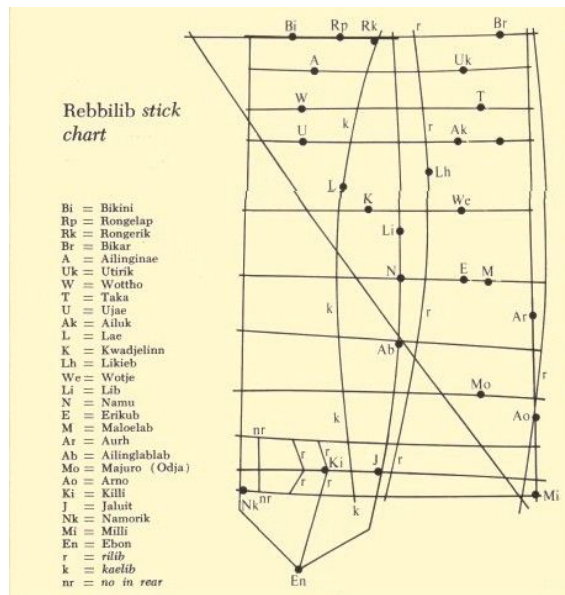 Rebbilib stick
chart
Bi = Bikini
Rp = Rongelap
Rk = Rongerik
Br = Bikar
A = Ailinginae
Uk = Utirik
W = Wottho
T = Taka
U = Ujae
Ak = Ailuk
L = Lae
K = Kwadjelinn
Lh = Likieb
We = Wotje
Li = Lib
N = Namu
E = Erikub
M = Maloelab
Ar = Aurh
Ab = Ailinglablab
Mo = Majuro (Odja)
Ao = Arno
Ki = Killi
J = Jaluit
Nk = Namorik
Mi = Milli
En = Ebon
r = rilib
k = kaelib
nr = no in rear
Bi Rp Rk r Br
A Uk
W T
k r
U Ak
Lh
L
K We
Li
N E M
k r Ar
Ab
r
Mo
k Ao
nr
r r Ki J r
r r
Nk nr k Mi
En